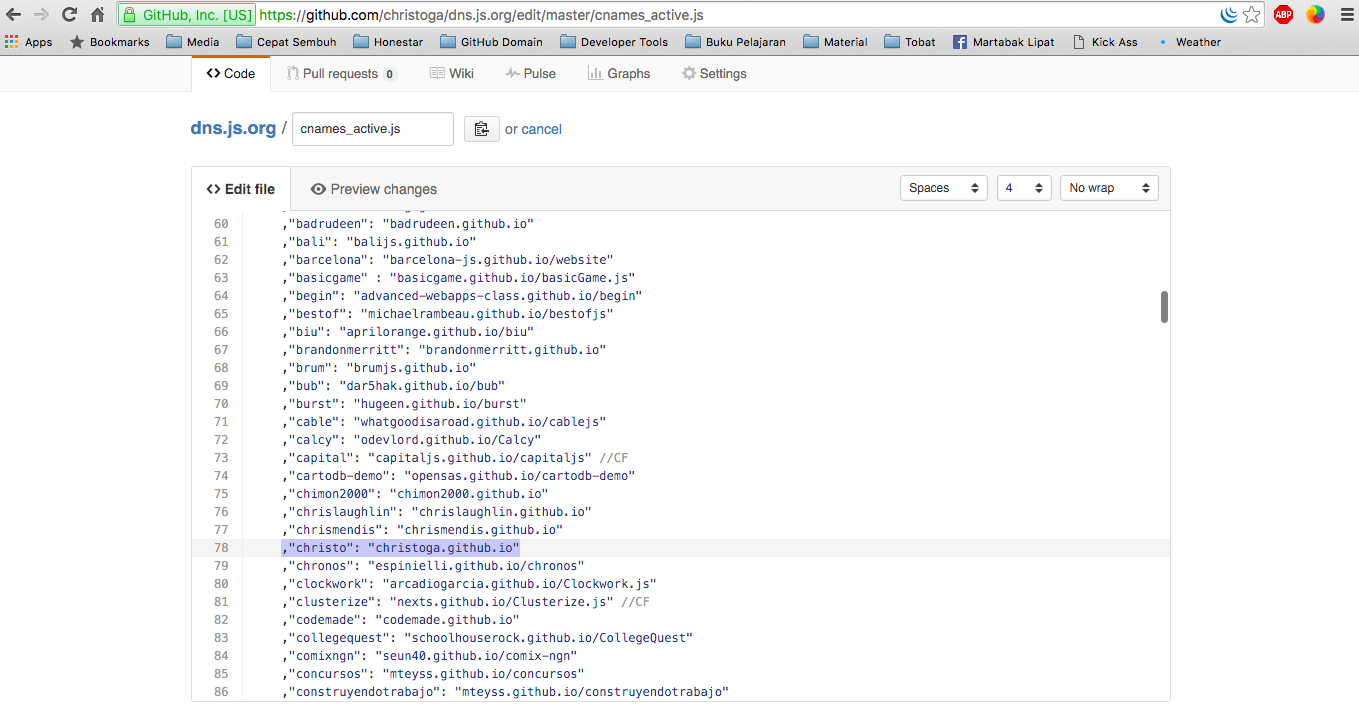 GitHub, Inc. [US] https://github.com/christoga/dns.js.org/edit/master/cnames_active.js ABP
Apps Bookmarks Media Cepat Sembuh Honestar GitHub Domain Developer Tools Buku Pelajaran Material Tobat Martabak Lipat Kick Ass Weather
Code Pull requests 0 Wiki Pulse Graphs Settings
dns.js.org / cnames_active.js or cancel
Edit file Preview changes Spaces 4 No wrap
60 ,"badrudeen": "badrudeen.github.io"
61 ,"bali": "balijs.github.io"
62 ,"barcelona": "barcelona-js.github.io/website"
63 ,"basicgame" : "basicgame.github.io/basicGame.js"
64 ,"begin": "advanced-webapps-class.github.io/begin"
65 ,"bestof": "michaelrambeau.github.io/bestofjs"
66 ,"biu": "aprilorange.github.io/biu"
67 ,"brandonmerritt": "brandonmerritt.github.io"
68 ,"brum": "brumjs.github.io"
69 ,"bub": "dar5hak.github.io/bub"
70 ,"burst": "hugeen.github.io/burst"
71 ,"cable": "whatgoodisaroad.github.io/cablejs"
72 ,"calcy": "odevlord.github.io/Calcy"
73 ,"capital": "capitaljs.github.io/capitaljs" //CF
74 ,"cartodb-demo": "opensas.github.io/cartodb-demo"
75 ,"chimon2000": "chimon2000.github.io"
76 ,"chrislaughlin": "chrislaughlin.github.io"
77 ,"chrismendis": "chrismendis.github.io"
78 ,"christo": "christoga.github.io"
79 ,"chronos": "espinielli.github.io/chronos"
80 ,"clockwork": "arcadiogarcia.github.io/Clockwork.js"
81 ,"clusterize": "nexts.github.io/Clusterize.js" //CF
82 ,"codemade": "codemade.github.io"
83 ,"collegequest": "schoolhouserock.github.io/CollegeQuest"
84 ,"comixngn": "seun40.github.io/comix-ngn"
85 ,"concursos": "mteyss.github.io/concursos"
86 ,"construyendotrabajo": "mteyss.github.io/construyendotrabajo"